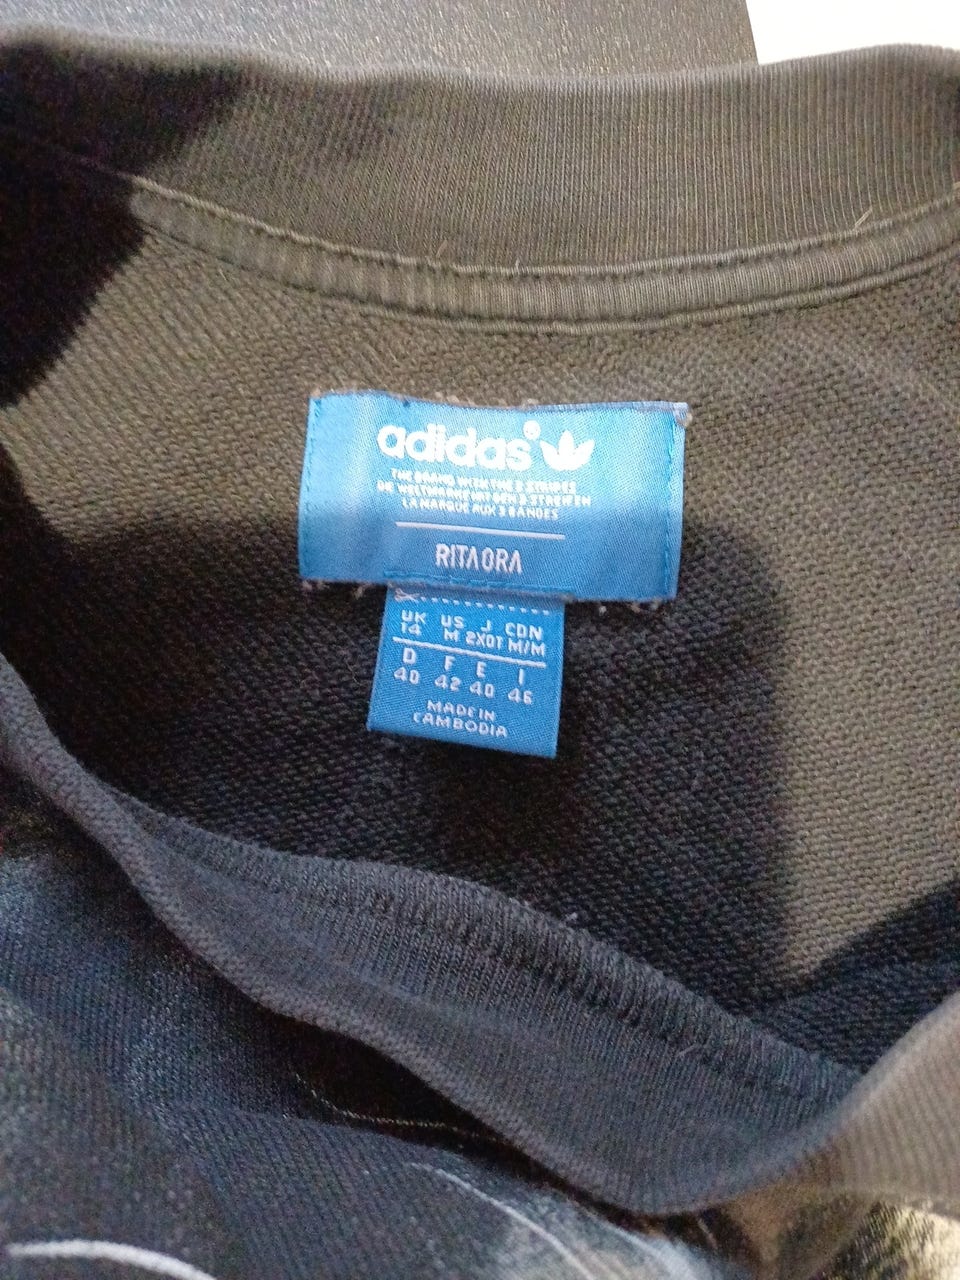 adidas®
THE BRAND WITH THE 3 STRIPES
DIE WELTMARKE MIT DEN 3 STREIFEN
LA MARQUE AUX 3 BANDES
RITA ORA
UK US J CDN
14 M 2XOT M/M
D F E I
40 42 40 46
MADE IN
CAMBODIA